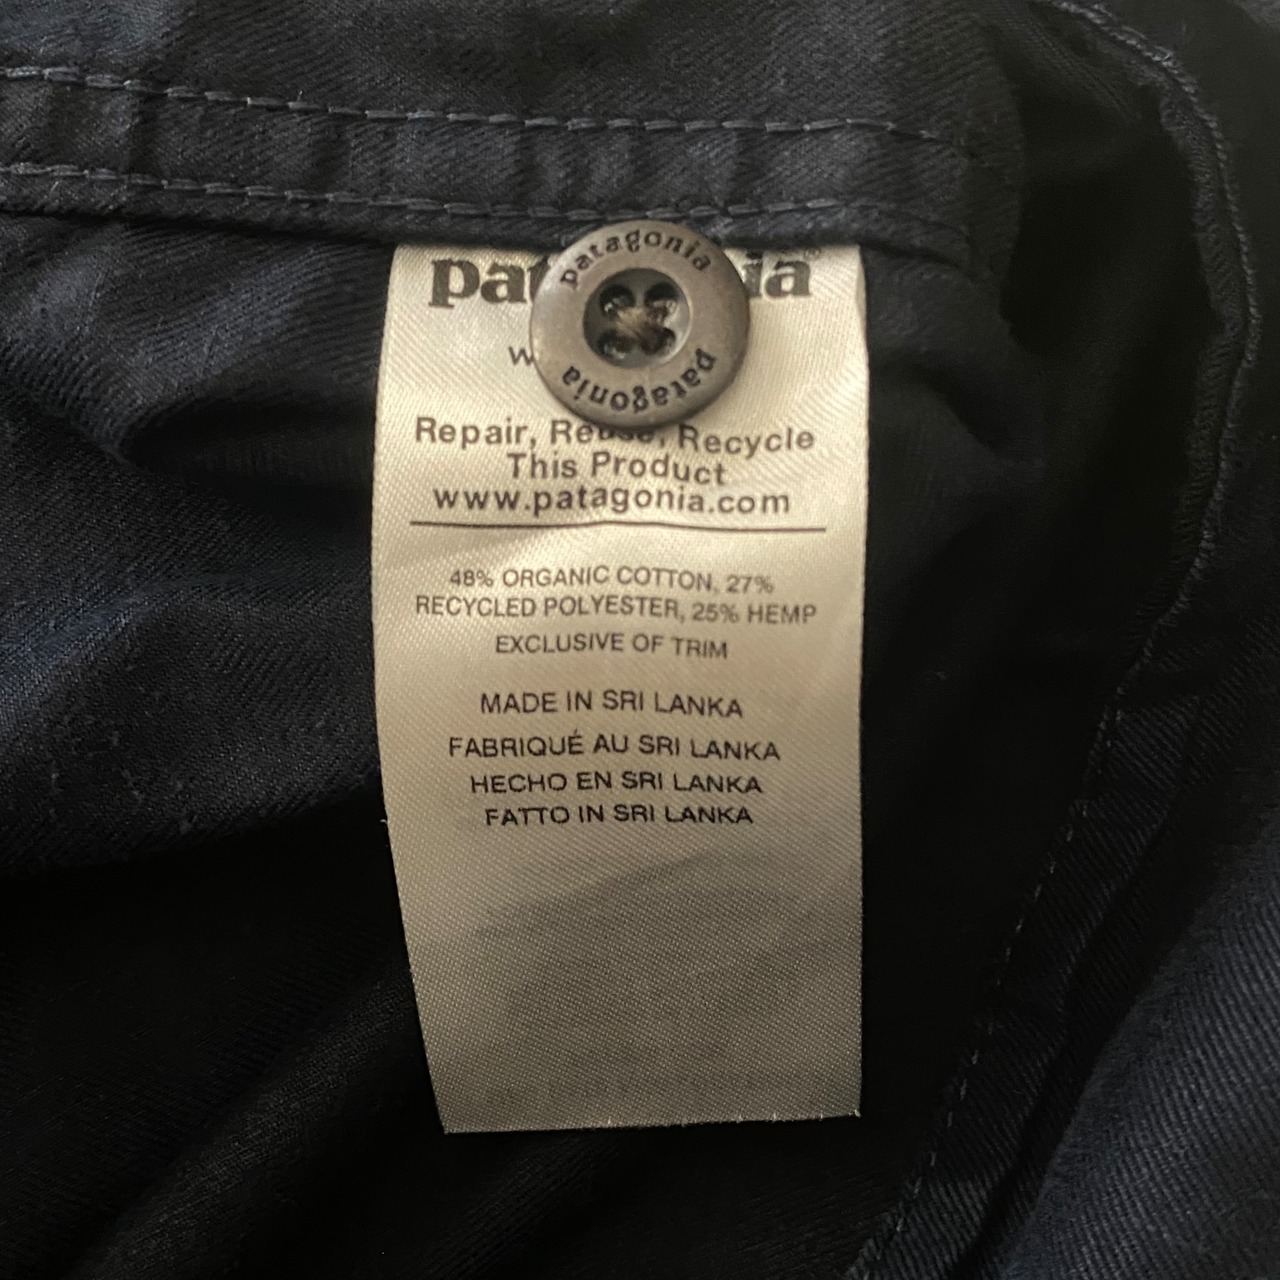 patagonia
patagonia
Repair, Reuse, Recycle
This Product
www.patagonia.com
48% ORGANIC COTTON, 27%
RECYCLED POLYESTER, 25% HEMP
EXCLUSIVE OF TRIM
MADE IN SRI LANKA
FABRIQUÉ AU SRI LANKA
HECHO EN SRI LANKA
FATTO IN SRI LANKA